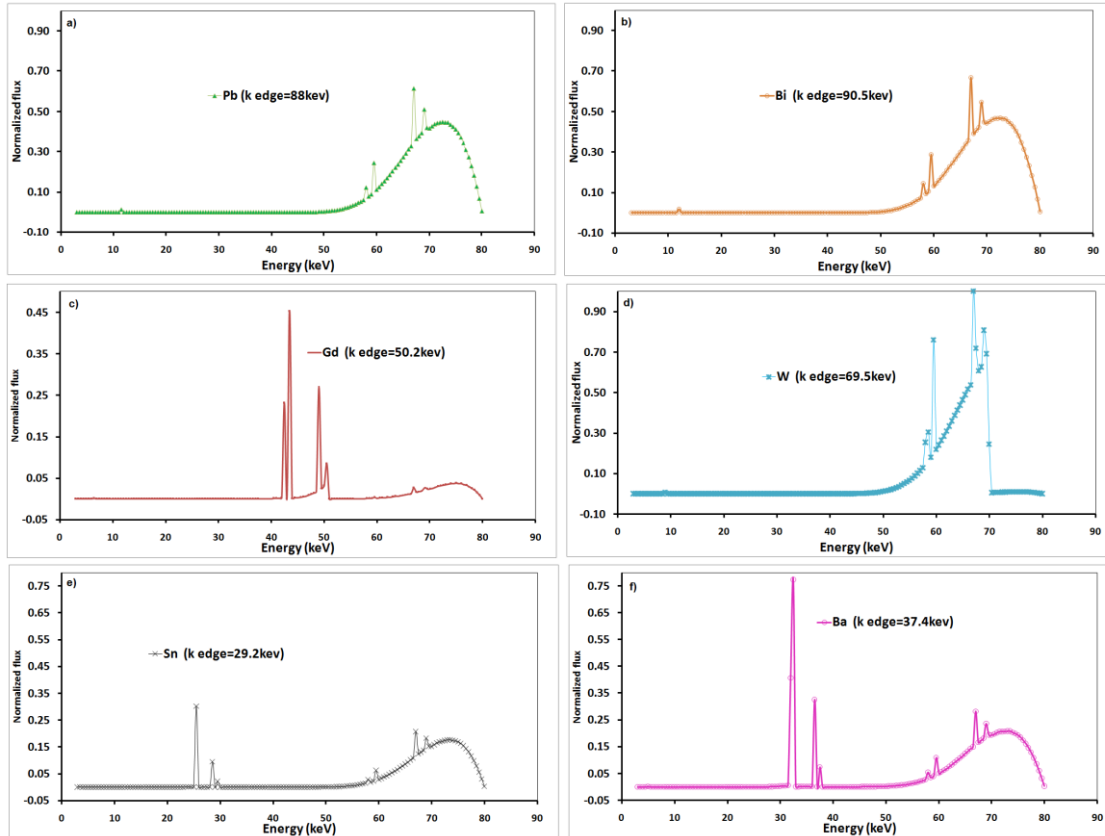 a)
Normalized flux
0.90
0.70
0.50
0.30
0.10
-0.10
Pb (k edge=88kev)
0 10 20 30 40 50 60 70 80 90
Energy (keV)
b)
Normalized flux
0.90
0.70
0.50
0.30
0.10
-0.10
Bi (k edge=90.5kev)
0 10 20 30 40 50 60 70 80 90
Energy (keV)
c)
Normalized flux
0.45
0.35
0.25
0.15
0.05
-0.05
Gd (k edge=50.2kev)
0 10 20 30 40 50 60 70 80 90
Energy (keV)
d)
Normalized flux
0.90
0.70
0.50
0.30
0.10
-0.10
W (k edge=69.5kev)
0 10 20 30 40 50 60 70 80 90
Energy (keV)
e)
Normalized flux
0.75
0.65
0.55
0.45
0.35
0.25
0.15
0.05
-0.05
Sn (k edge=29.2kev)
0 10 20 30 40 50 60 70 80 90
Energy (keV)
f)
Normalized flux
0.75
0.65
0.55
0.45
0.35
0.25
0.15
0.05
-0.05
Ba (k edge=37.4kev)
0 10 20 30 40 50 60 70 80 90
Energy (keV)